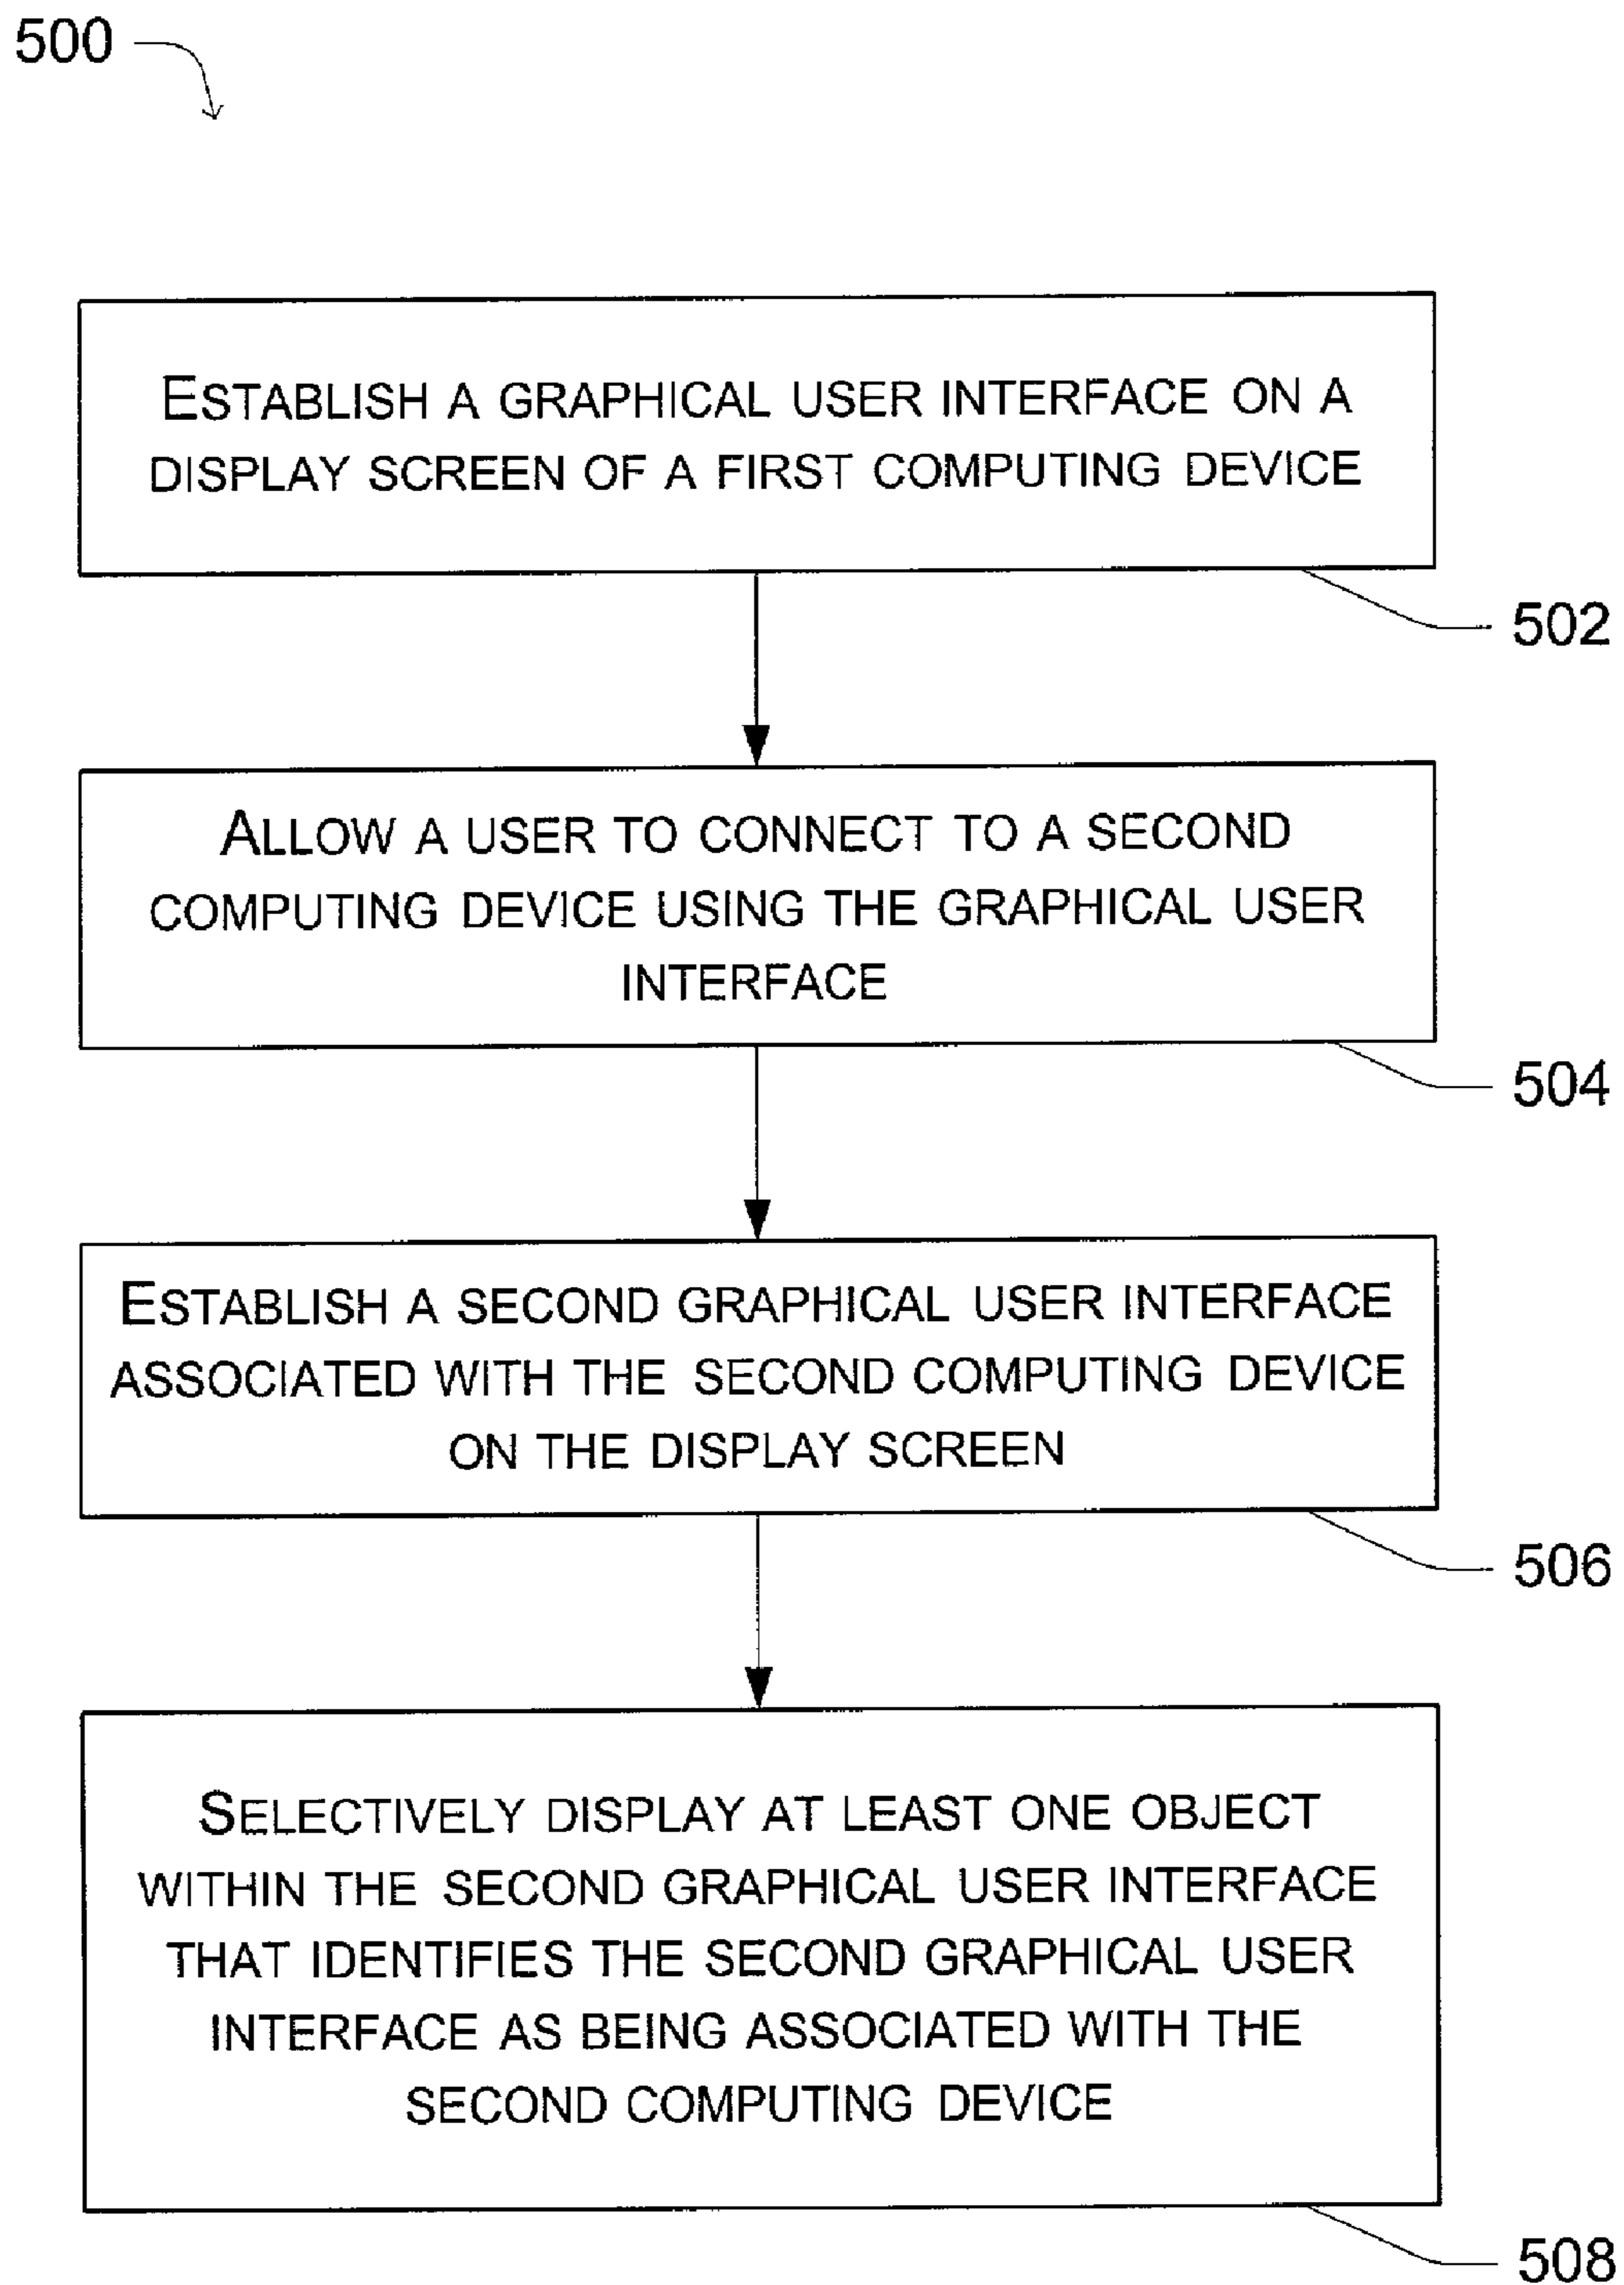 500
ESTABLISH A GRAPHICAL USER INTERFACE ON A
DISPLAY SCREEN OF A FIRST COMPUTING DEVICE
502
ALLOW A USER TO CONNECT TO A SECOND
COMPUTING DEVICE USING THE GRAPHICAL USER
INTERFACE
504
ESTABLISH A SECOND GRAPHICAL USER INTERFACE
ASSOCIATED WITH THE SECOND COMPUTING DEVICE
ON THE DISPLAY SCREEN
506
SELECTIVELY DISPLAY AT LEAST ONE OBJECT
WITHIN THE SECOND GRAPHICAL USER INTERFACE
THAT IDENTIFIES THE SECOND GRAPHICAL USER
INTERFACE AS BEING ASSOCIATED WITH THE
SECOND COMPUTING DEVICE
508